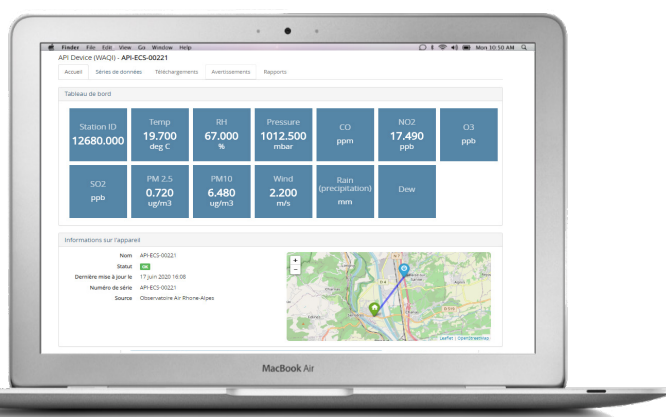 Finder File Edit View Go Window Help Mon 10:50 AM
API Device (WAQI) - API-ECS-00221
Accueil Séries de données Téléchargements Avertissements Rapports
Tableau de bord
Station ID
12680.000
Temp
19.700
deg C
RH
67.000
%
Pressure
1012.500
mbar
CO
ppm
NO2
17.490
ppb
O3
ppb
SO2
ppb
PM 2.5
0.720
ug/m3
PM10
6.480
ug/m3
Wind
2.200
m/s
Rain
(precipitation)
mm
Dew
Informations sur l'appareil
Nom API-ECS-00221
Statut OK
Dernière mise à jour le 17 juin 2020 16:08
Numéro de série API-ECS-00221
Source Observatoire Air Rhone-Alpes
+
−
Leaflet | OpenStreetMap
MacBook Air